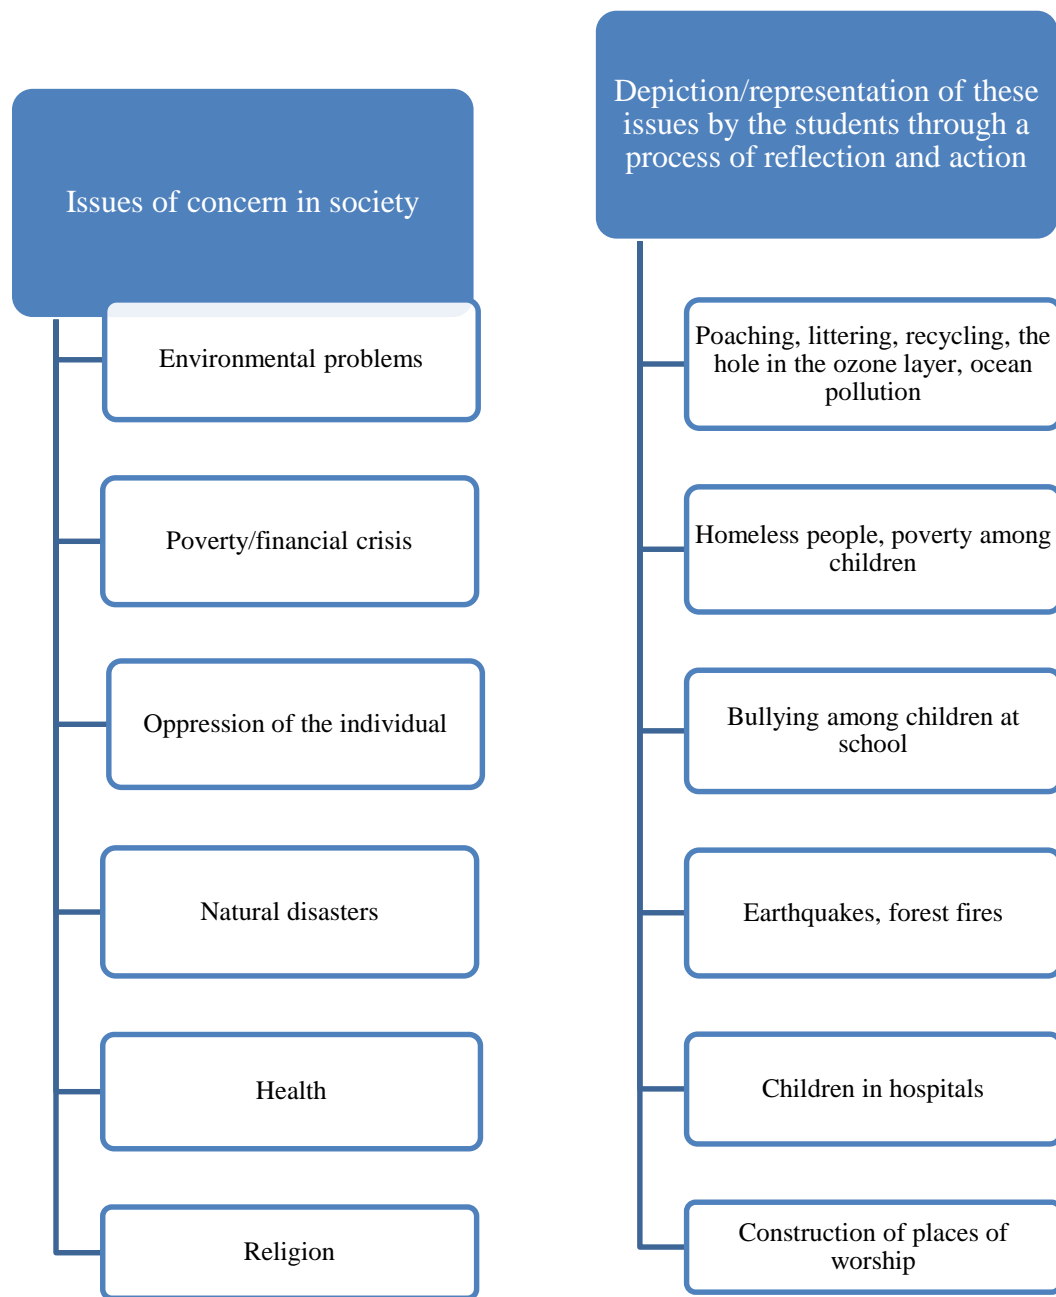 Issues of concern in society
Environmental problems
Poverty/financial crisis
Oppression of the individual
Natural disasters
Health
Religion
Depiction/representation of these
issues by the students through a
process of reflection and action
Poaching, littering, recycling, the
hole in the ozone layer, ocean
pollution
Homeless people, poverty among
children
Bullying among children at
school
Earthquakes, forest fires
Children in hospitals
Construction of places of
worship